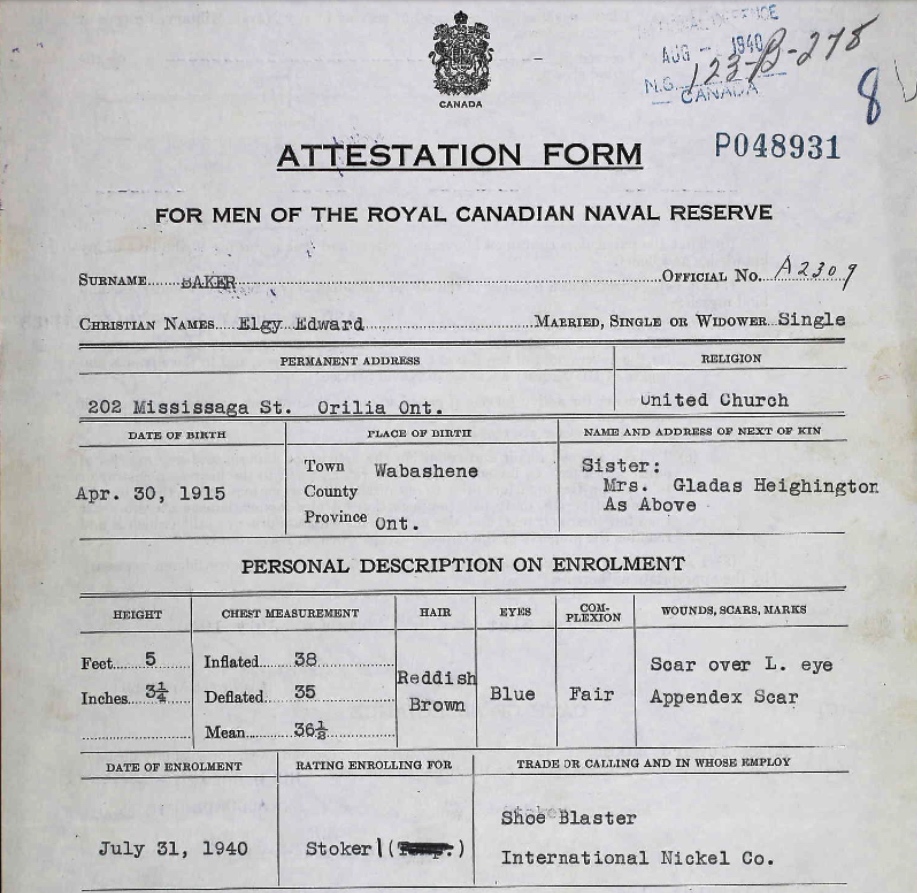 CANADA
AUG - 1940
N.S. 123-B-278
CANADA
8
ATTESTATION FORM
P048931
FOR MEN OF THE ROYAL CANADIAN NAVAL RESERVE
SURNAME BAKER OFFICIAL No. A2309
CHRISTIAN NAMES Elgy Edward MARRIED, SINGLE OR WIDOWER Single
PERMANENT ADDRESS RELIGION
202 Mississaga St. Orilia Ont. United Church
DATE OF BIRTH PLACE OF BIRTH NAME AND ADDRESS OF NEXT OF KIN
Apr. 30, 1915
Town Wabashene
County
Province Ont.
Sister:
Mrs. Gladas Heighington
As Above
PERSONAL DESCRIPTION ON ENROLMENT
HEIGHT CHEST MEASUREMENT HAIR EYES COM-PLEXION WOUNDS, SCARS, MARKS
Feet 5
Inches 3¼
Inflated 38
Deflated 35
Mean 36½
Reddish
Brown
Blue
Fair
Scar over L. eye
Appendex Scar
DATE OF ENROLMENT RATING ENROLLING FOR TRADE OR CALLING AND IN WHOSE EMPLOY
July 31, 1940
Stoker
Blaster
International Nickel Co.